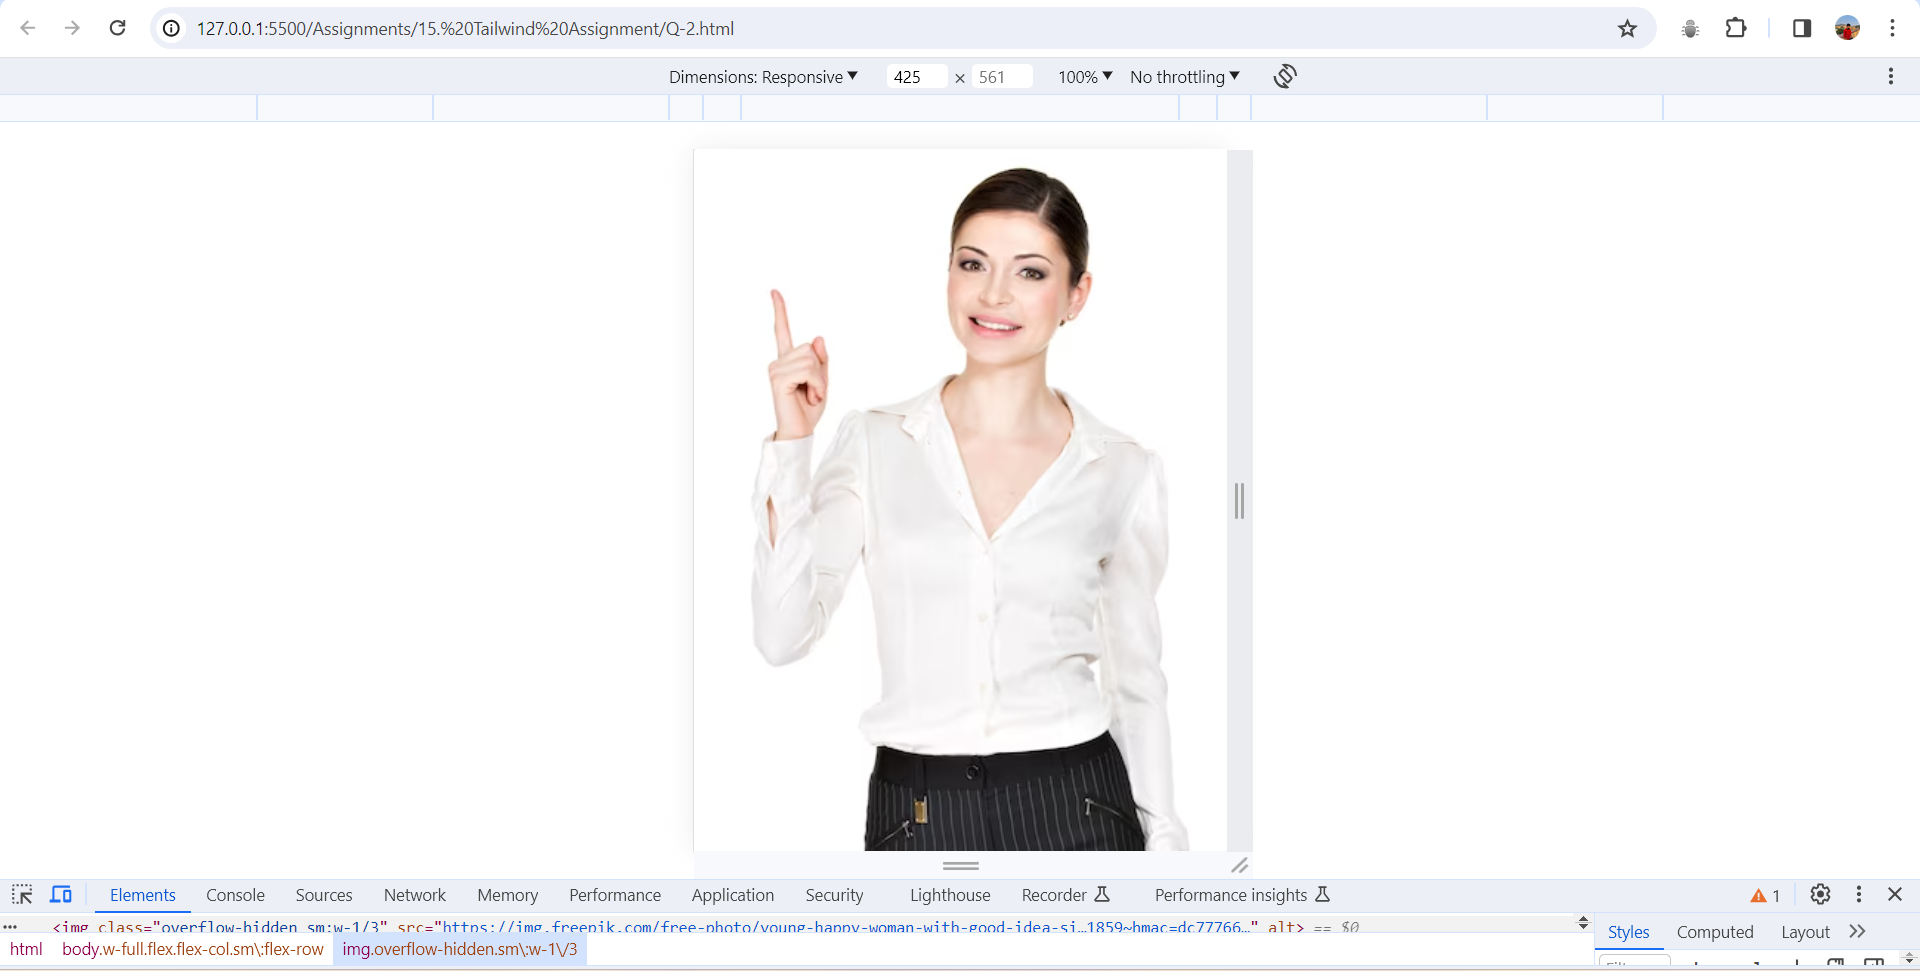 127.0.0.1:5500/Assignments/15.%20Tailwind%20Assignment/Q-2.html
Dimensions: Responsive 425 × 561 100% No throttling
Elements Console Sources Network Memory Performance Application Security Lighthouse Recorder Performance insights 1
<img class="overflow-hidden sm:w-1/3" src="https://img.freepik.com/free-photo/young-happy-woman-with-good-idea-si…1859~hmac=dc77766…" alt> == $0
html body.w-full.flex.flex-col.sm\:flex-row img.overflow-hidden.sm\:w-1\/3
Styles Computed Layout